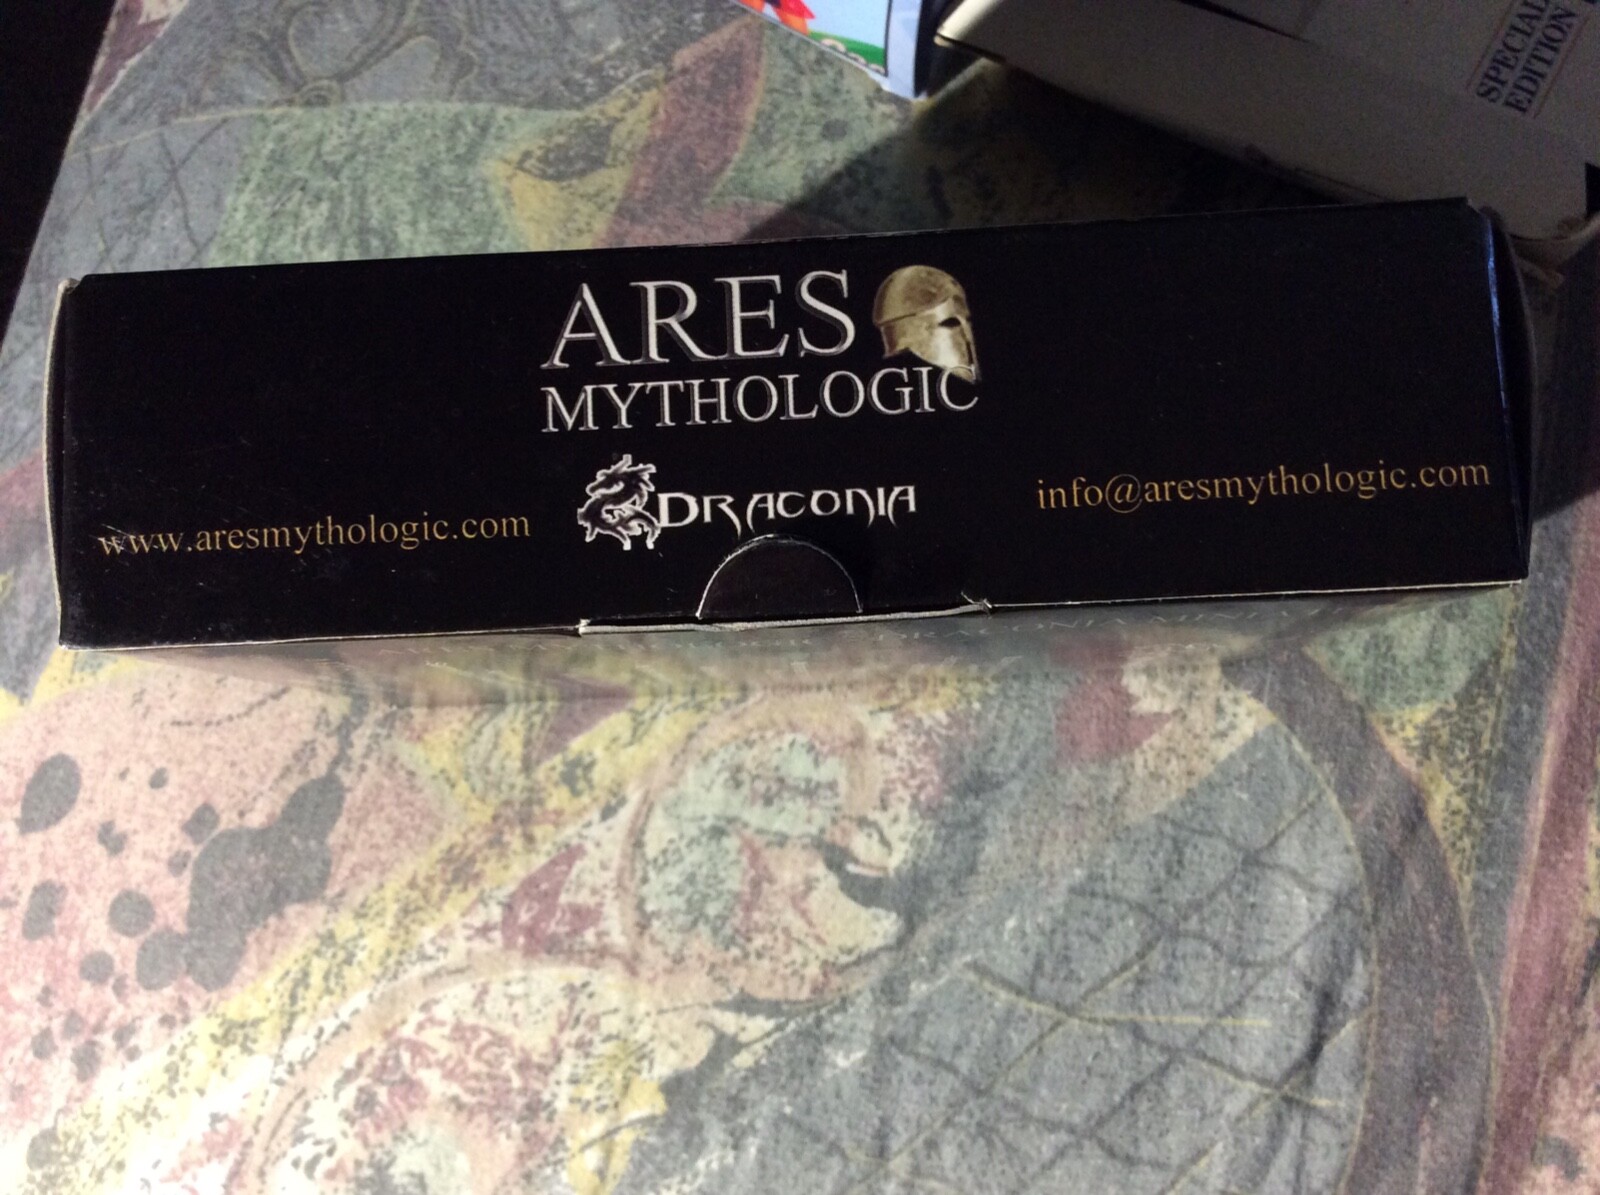 SPECIAL
EDITION
ARES
MYTHOLOGIC
DRACONIA
www.aresmythologic.com
info@aresmythologic.com